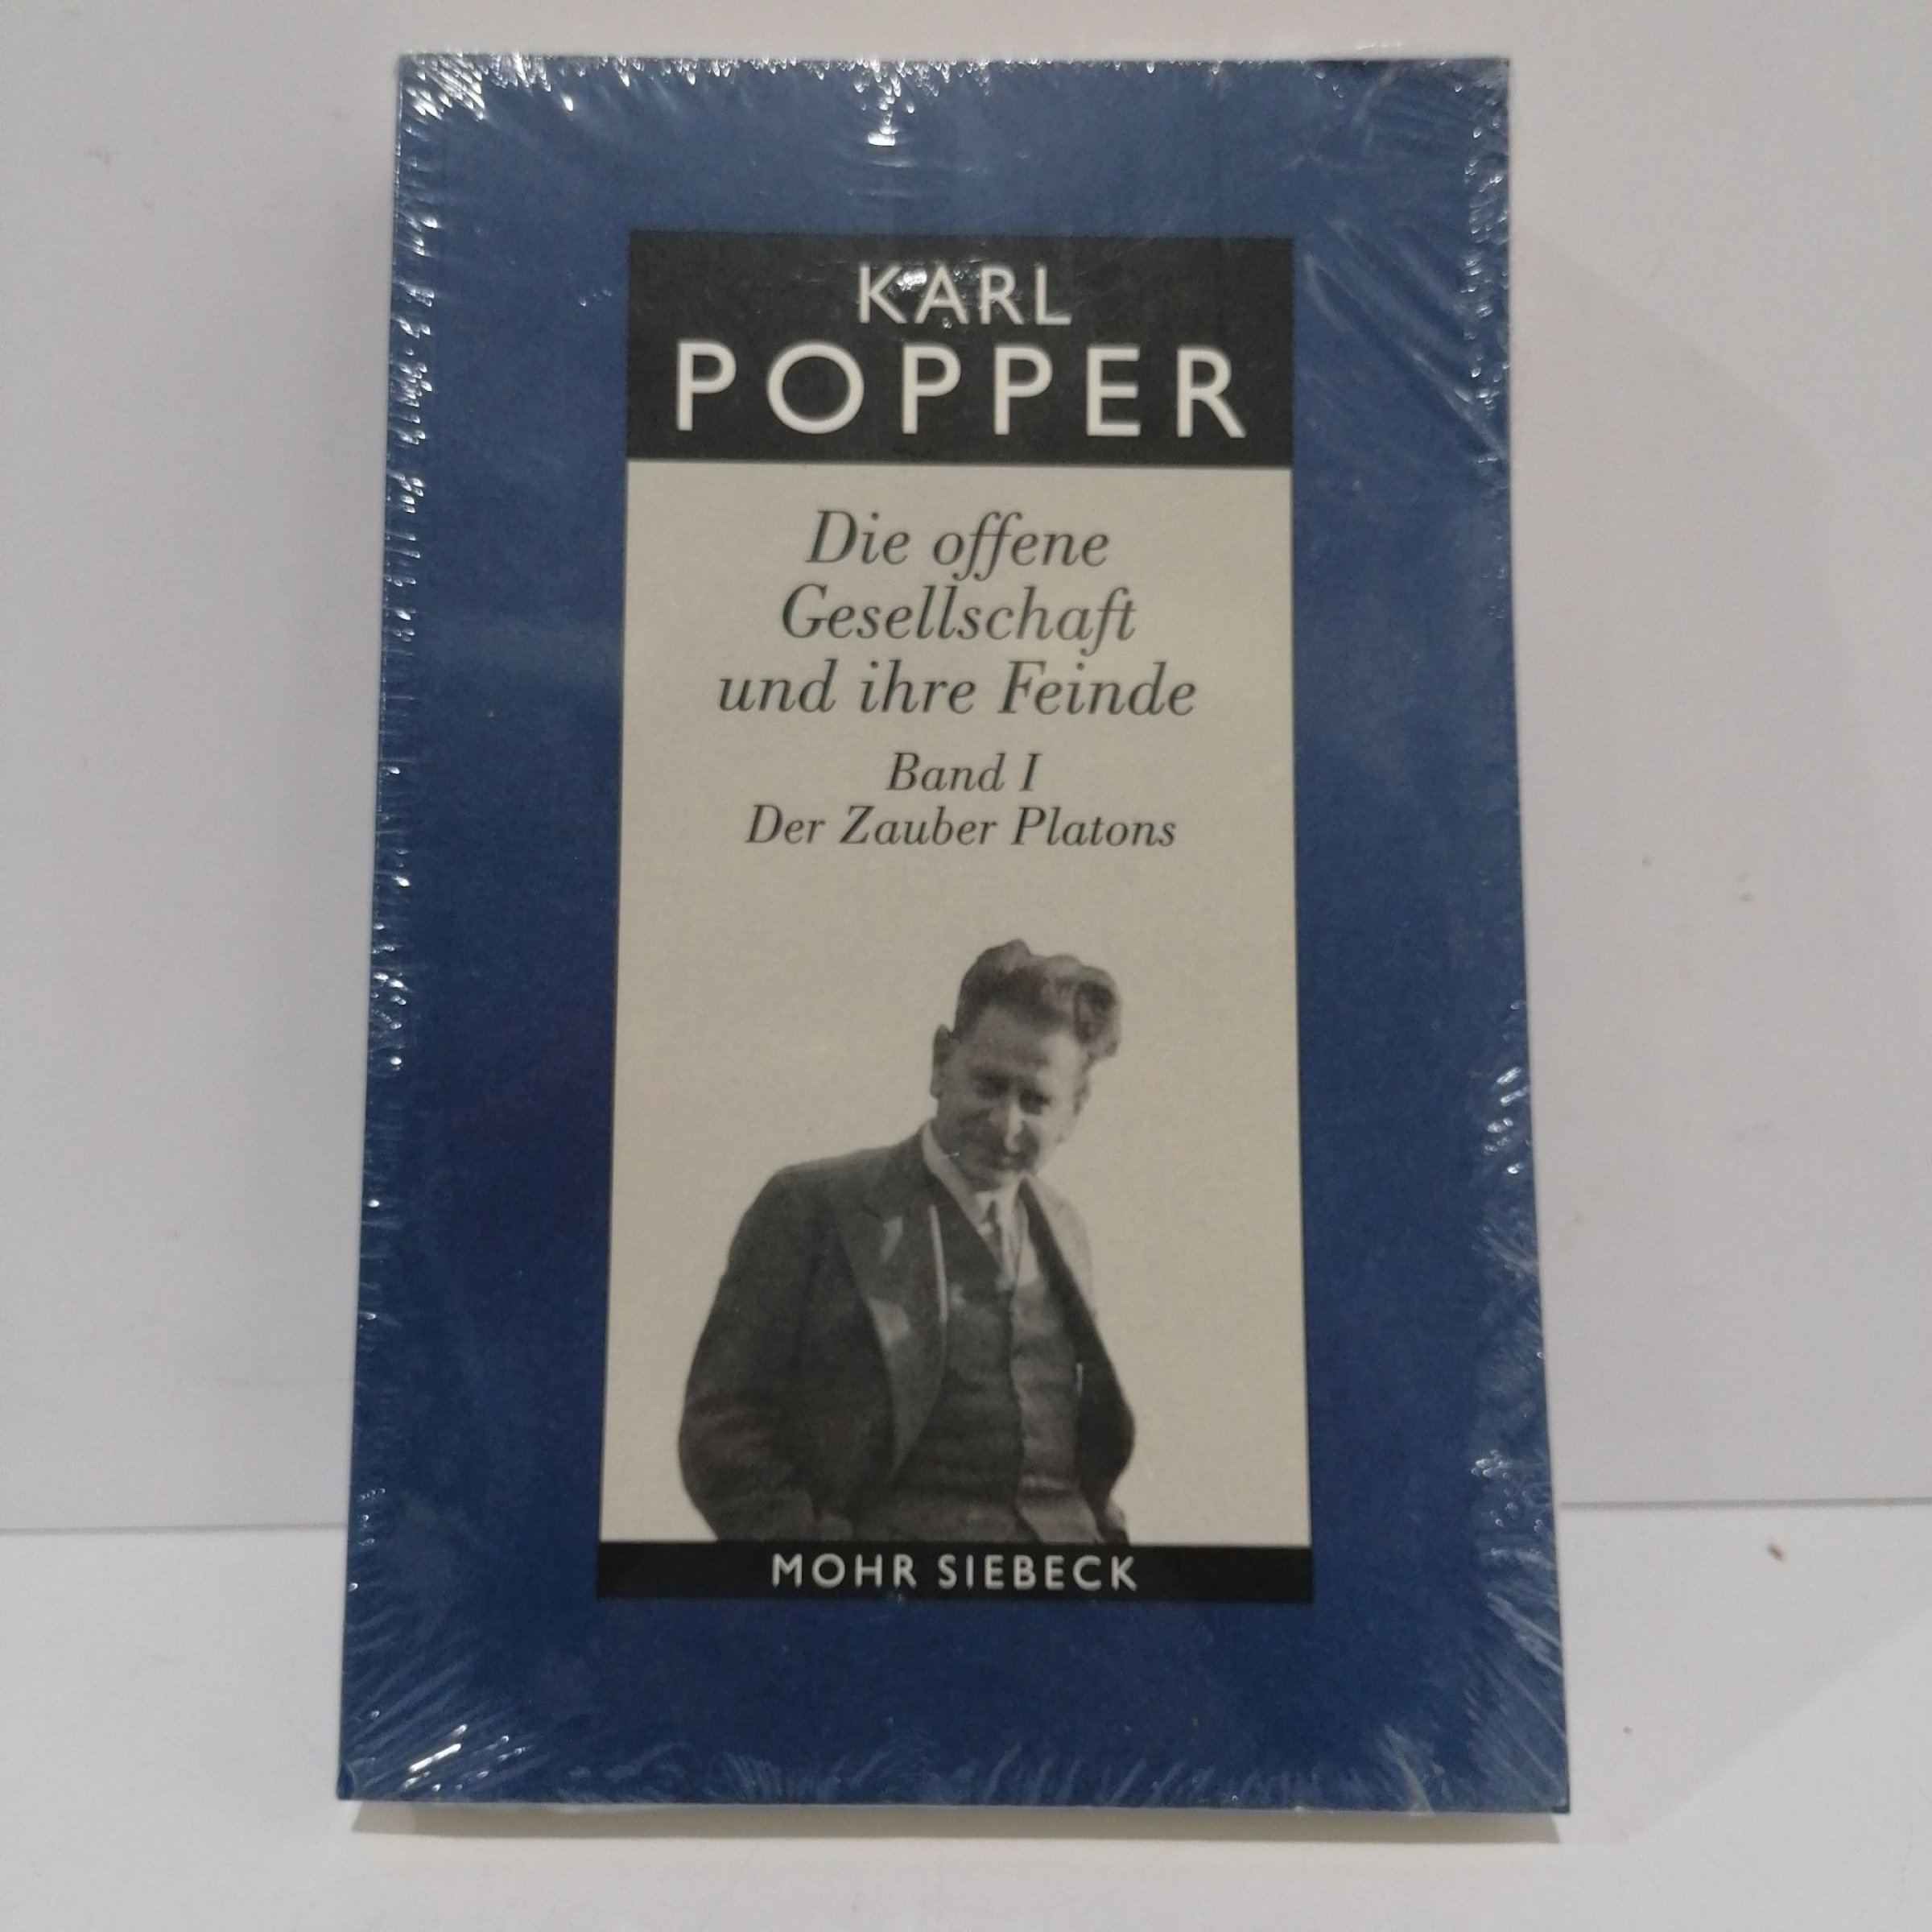 KARL
POPPER
Die offene
Gesellschaft
und ihre Feinde
Band I
Der Zauber Platons
MOHR SIEBECK